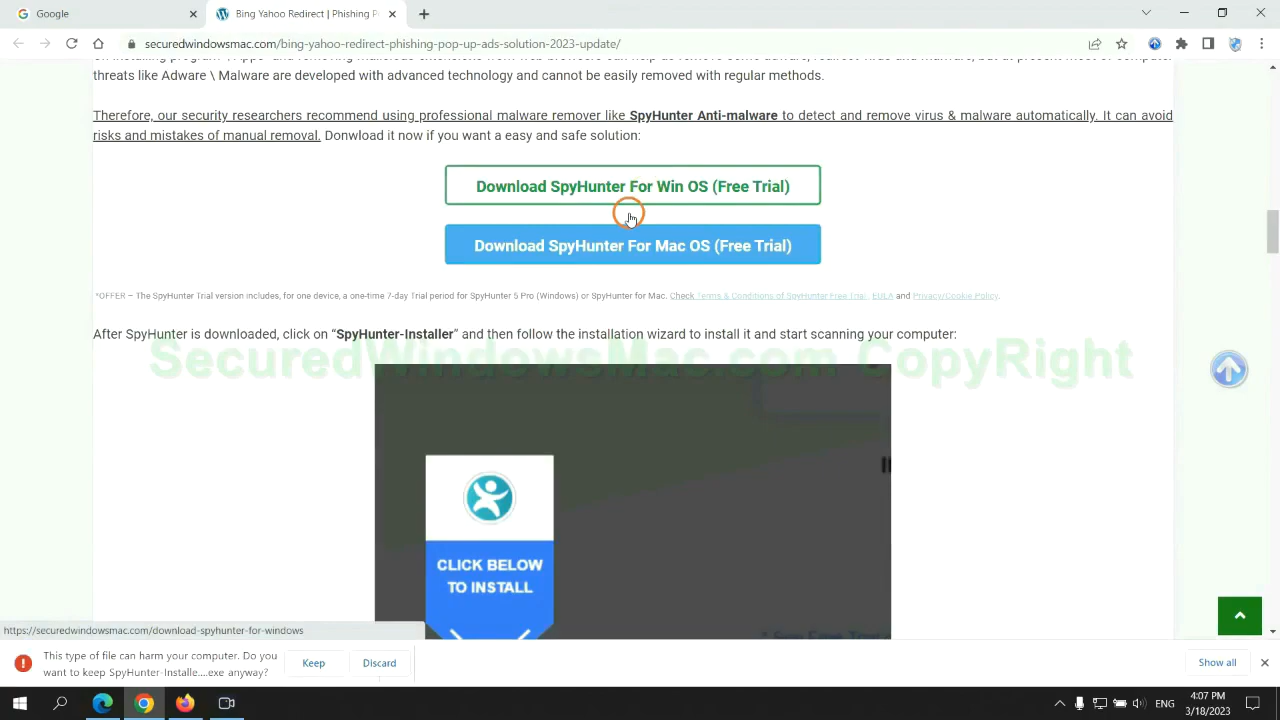 Google
Bing Yahoo Redirect | Phishing P
securedwindowsmac.com/bing-yahoo-redirect-phishing-pop-up-ads-solution-2023-update/
threats like Adware \ Malware are developed with advanced technology and cannot be easily removed with regular methods.
Therefore, our security researchers recommend using professional malware remover like SpyHunter Anti-malware to detect and remove virus & malware automatically. It can avoid
risks and mistakes of manual removal. Donwload it now if you want a easy and safe solution:
Download SpyHunter For Win OS (Free Trial)
Download SpyHunter For Mac OS (Free Trial)
*OFFER – The SpyHunter Trial version includes, for one device, a one-time 7-day Trial period for SpyHunter 5 Pro (Windows) or SpyHunter for Mac. Check Terms & Conditions of SpyHunter Free Trial, EULA and Privacy/Cookie Policy.
After SpyHunter is downloaded, click on “SpyHunter-Installer” and then follow the installation wizard to install it and start scanning your computer:
SecuredWindowsMac.com CopyRight
CLICK BELOW
TO INSTALL
https://securedwindowsmac.com/download-spyhunter-for-windows
This type of file can harm your computer. Do you
want to keep SpyHunter-Installe....exe anyway?
Keep
Discard
Show all
ENG
4:07 PM
3/18/2023